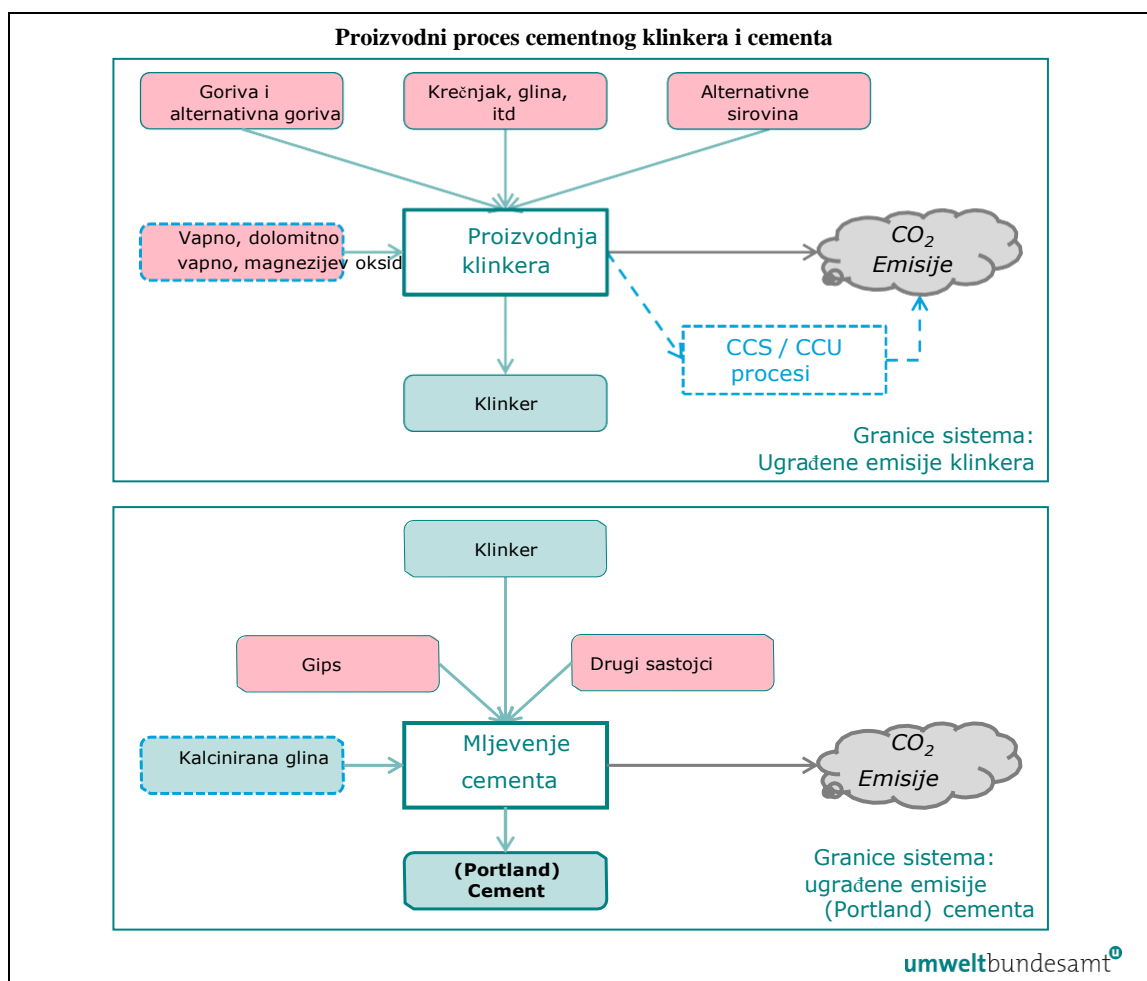 Proizvodni proces cementnog klinkera i cementa
Goriva i
alternativna goriva
Krečnjak, glina,
itd
Alternativne
sirovina
Vapno, dolomitno
vapno, magnezijev oksid
Proizvodnja
klinkera
CO2
Emisije
CCS / CCU
procesi
Klinker
Granice sistema:
Ugrađene emisije klinkera
Klinker
Gips
Drugi sastojci
Kalcinirana glina
Mljevenje
cementa
CO2
Emisije
(Portland)
Cement
Granice sistema:
ugrađene emisije
(Portland) cementa
umweltbundesamt u